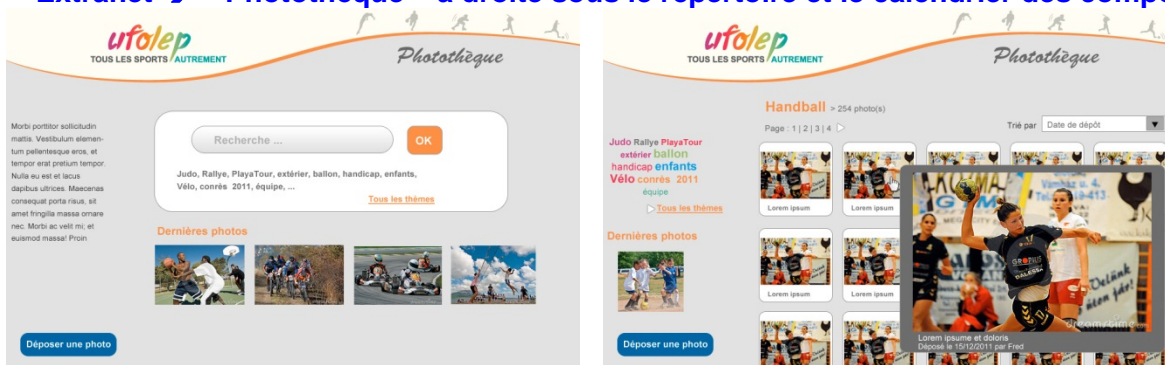 Extranet → « Photothèque » à droite sous le répertoire et le calendrier des compé
ufolep
TOUS LES SPORTS AUTREMENT
Photothèque
Morbi porttitor sollicitudin
mattis. Vestibulum elemen-
tum pellentesque eros, et
tempor erat pretium tempor.
Nulla eu est et lacus
dapibus ultrices. Maecenas
consequat porta risus, sit
amet fringilla massa ornare
nec. Morbi ac velit mi; et
euismod massa! Proin
Recherche ...
OK
Judo, Rallye, PlayaTour, extérier, ballon, handicap, enfants,
Vélo, conrès 2011, équipe, ...
Tous les thèmes
Dernières photos
Déposer une photo
ufolep
TOUS LES SPORTS AUTREMENT
Photothèque
Handball > 254 photo(s)
Page : 1 | 2 | 3 | 4
Trié par
Date de dépôt
Judo Rallye PlayaTour
extérier ballon
handicap enfants
Vélo conrès 2011
équipe
Tous les thèmes
Dernières photos
Déposer une photo
Lorem ipsum
Lorem ipsum
Lorem ipsum
Lorem ipsum
Vamház u. 4.
GROPIUS
DALESSA
Velünk
dreamstime
Lorem ipsume et doloris
Déposé le 15/12/2011 par Fred